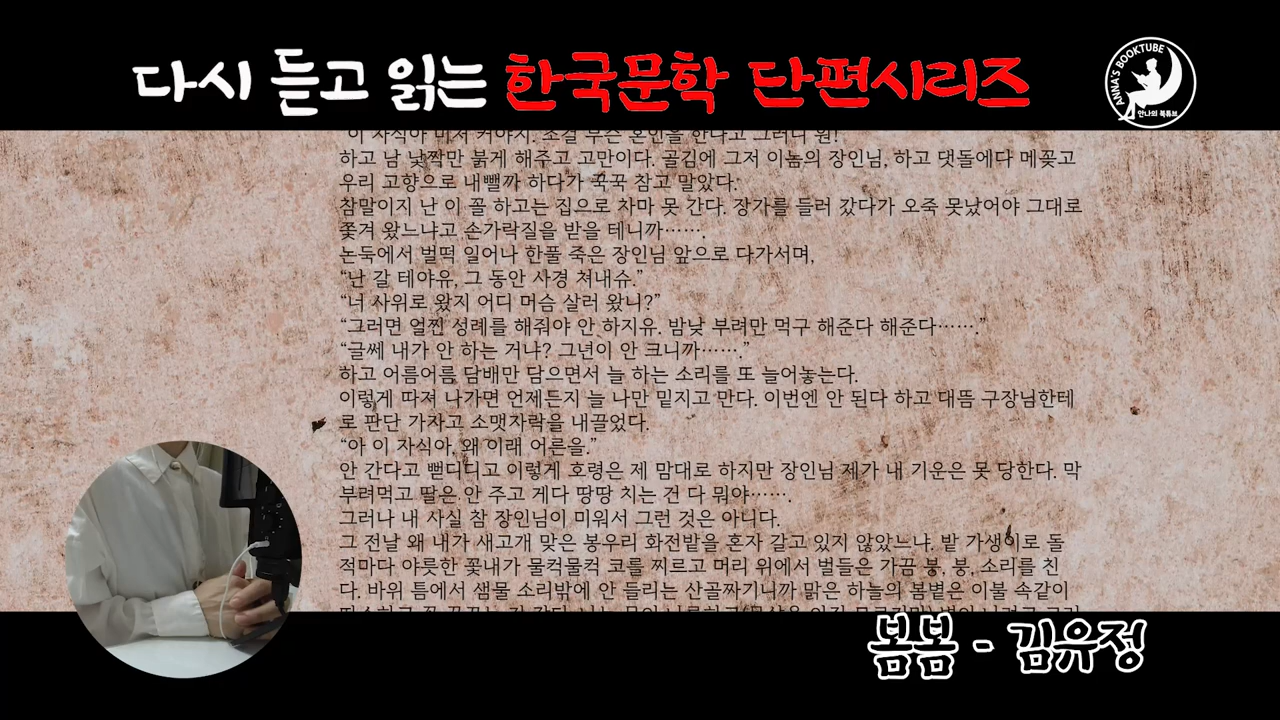 다시 듣고 읽는 한국문학 단편시리즈
ANNA'S BOOKTUBE
안나의 북튜브
이 자식아 미처 커야지. 조걸 무슨 혼인을 한다고 그러니 원!
하고 남 낯짝만 붉게 해주고 고만이다. 골김에 그저 이놈의 장인님, 하고 댓돌에다 메꽂고
우리 고향으로 내뺄까 하다가 꾹꾹 참고 말았다.
참말이지 난 이 꼴 하고는 집으로 차마 못 간다. 장가를 들러 갔다가 오죽 못났어야 그대로
쫓겨 왔느냐고 손가락질을 받을 테니까…….
논둑에서 벌떡 일어나 한풀 죽은 장인님 앞으로 다가서며,
“난 갈 테야유, 그 동안 사경 쳐내슈.”
“너 사위로 왔지 어디 머슴 살러 왔니?”
“그러면 얼찐 성례를 해줘야 안 하지유. 밤낮 부려만 먹구 해준다 해준다…….”
“글쎄 내가 안 하는 거냐? 그년이 안 크니까…….”
하고 어름어름 담배만 담으면서 늘 하는 소리를 또 늘어놓는다.
이렇게 따져 나가면 언제든지 늘 나만 밑지고 만다. 이번엔 안 된다 하고 대뜸 구장님한테
로 판단 가자고 소맷자락을 내끌었다.
“아 이 자식아, 왜 이래 어른을.”
안 간다고 뻗디디고 이렇게 호령은 제 맘대로 하지만 장인님 제가 내 기운은 못 당한다. 막
부려먹고 딸은 안 주고 게다 땅땅 치는 건 다 뭐야…….
그러나 내 사실 참 장인님이 미워서 그런 것은 아니다.
그 전날 왜 내가 새고개 맞은 봉우리 화전밭을 혼자 갈고 있지 않았느냐. 밭 가생이로 돌
적마다 야릇한 꽃내가 물컥물컥 코를 찌르고 머리 위에서 벌들은 가끔 붕, 붕, 소리를 친
다. 바위 틈에서 샘물 소리밖에 안 들리는 산골짜기니까 맑은 하늘의 봄볕은 이불 속같이
봄봄 - 김유정